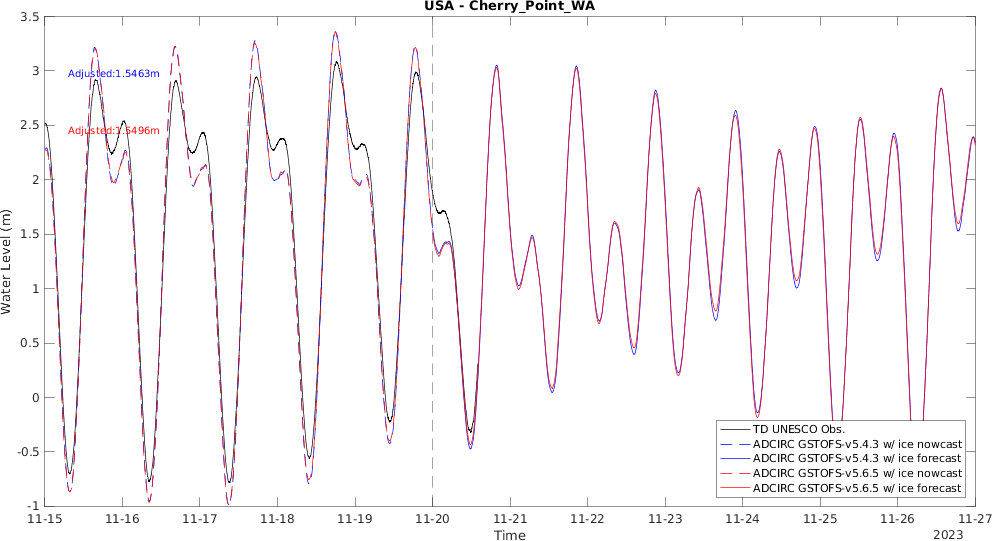 USA - Cherry_Point_WA
3.5
3
2.5
2
1.5
1
0.5
0
-0.5
-1
Water Level (m)
Adjusted:1.5463m
Adjusted:1.5496m
TD UNESCO Obs.
ADCIRC GSTOFS-v5.4.3 w/ ice nowcast
ADCIRC GSTOFS-v5.4.3 w/ ice forecast
ADCIRC GSTOFS-v5.6.5 w/ ice nowcast
ADCIRC GSTOFS-v5.6.5 w/ ice forecast
11-15 11-16 11-17 11-18 11-19 11-20 11-21 11-22 11-23 11-24 11-25 11-26 11-27
Time
2023